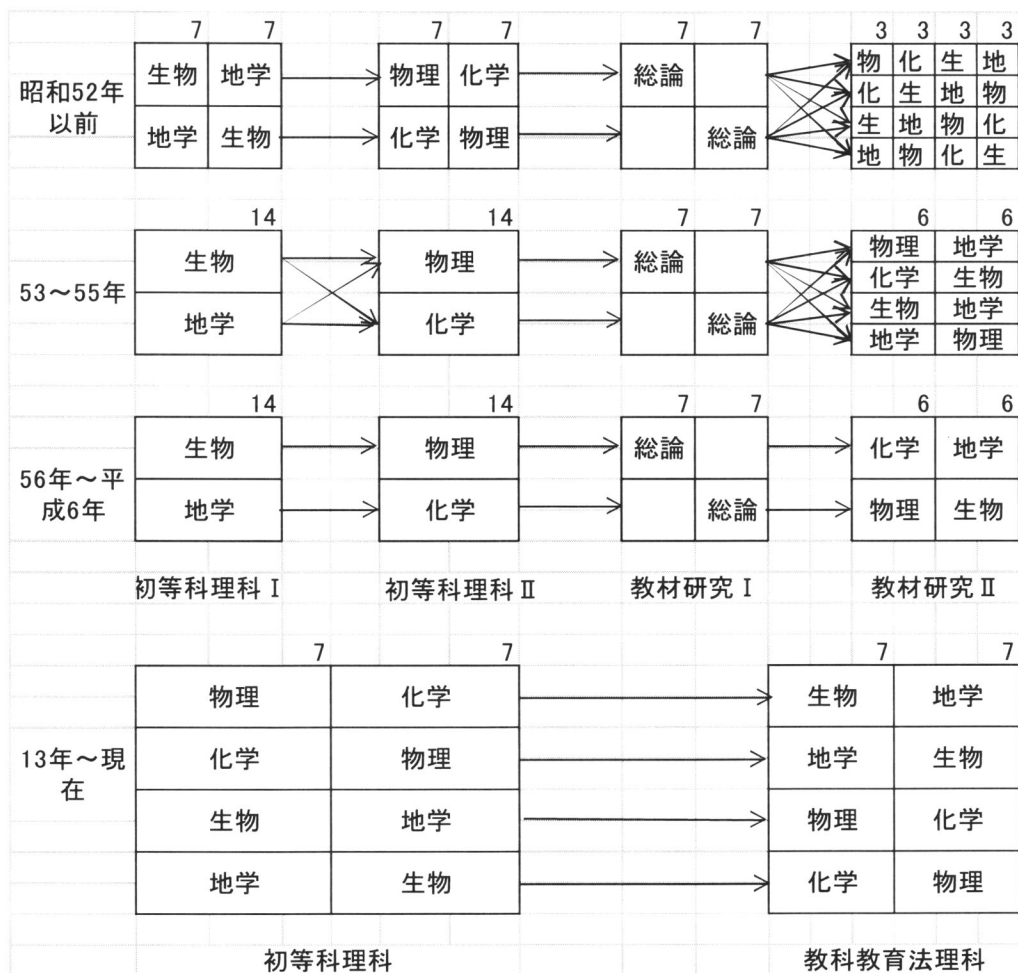 7 7 7 7 7 7 3 3 3 3
昭和52年以前
生物 地学 物理 化学 総論 物 化 生 地
化 生 地 物
地学 生物 化学 物理 総論 生 地 物 化
地 物 化 生
14 14 7 7 6 6
53〜55年
生物 物理 総論 物理 地学
化学 生物
地学 化学 総論 生物 地学
地学 物理
14 14 7 7 6 6
56年〜平成6年
生物 物理 総論 化学 地学
地学 化学 総論 物理 生物
初等科理科Ⅰ 初等科理科Ⅱ 教材研究Ⅰ 教材研究Ⅱ
7 7 7 7
13年〜現在
物理 化学 生物 地学
化学 物理 地学 生物
生物 地学 物理 化学
地学 生物 化学 物理
初等科理科 教科教育法理科